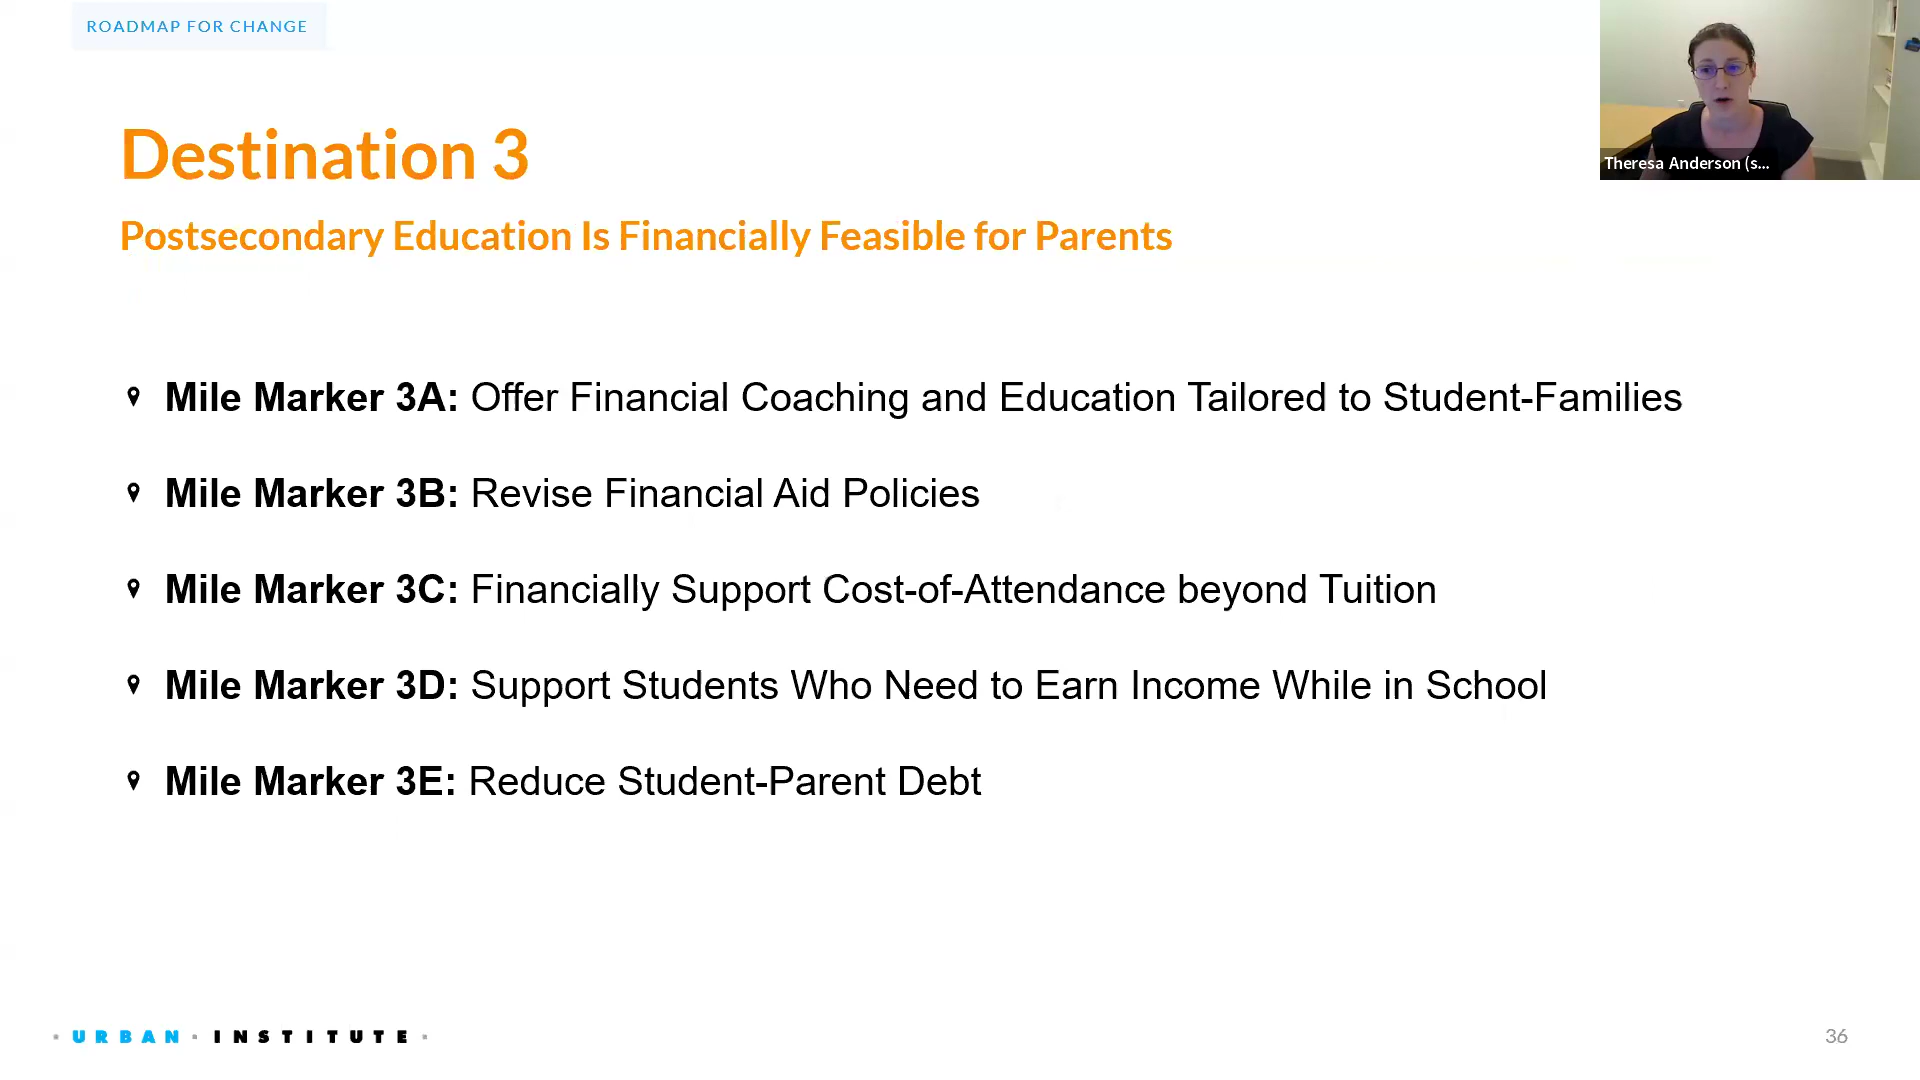 ROADMAP FOR CHANGE
Destination 3
Postsecondary Education Is Financially Feasible for Parents
Mile Marker 3A: Offer Financial Coaching and Education Tailored to Student-Families
Mile Marker 3B: Revise Financial Aid Policies
Mile Marker 3C: Financially Support Cost-of-Attendance beyond Tuition
Mile Marker 3D: Support Students Who Need to Earn Income While in School
Mile Marker 3E: Reduce Student-Parent Debt
Theresa Anderson (s...
· URBAN · INSTITUTE ·
36